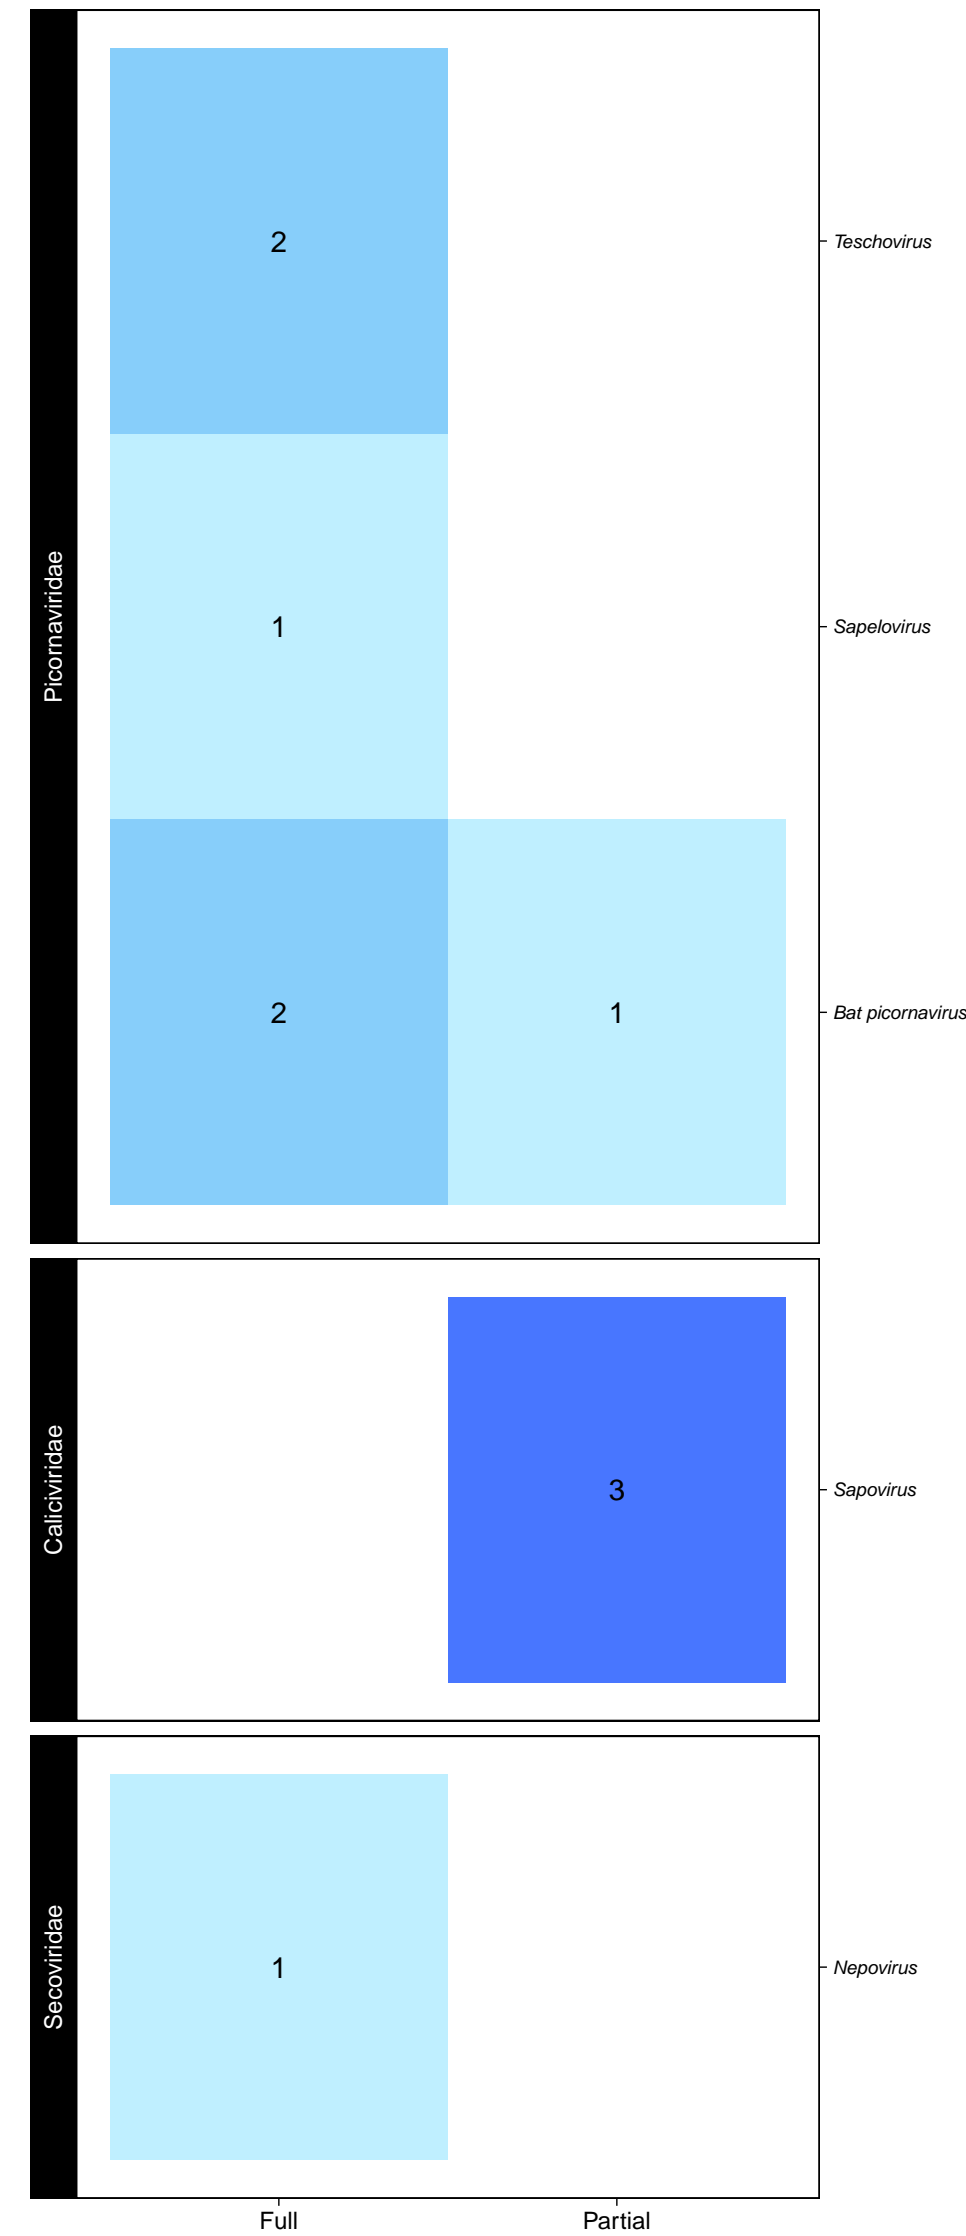 Picornaviridae
2
Teschovirus
1
Sapelovirus
2
1
Bat picornavirus
Caliciviridae
3
Sapovirus
Secoviridae
1
Nepovirus
Full
Partial